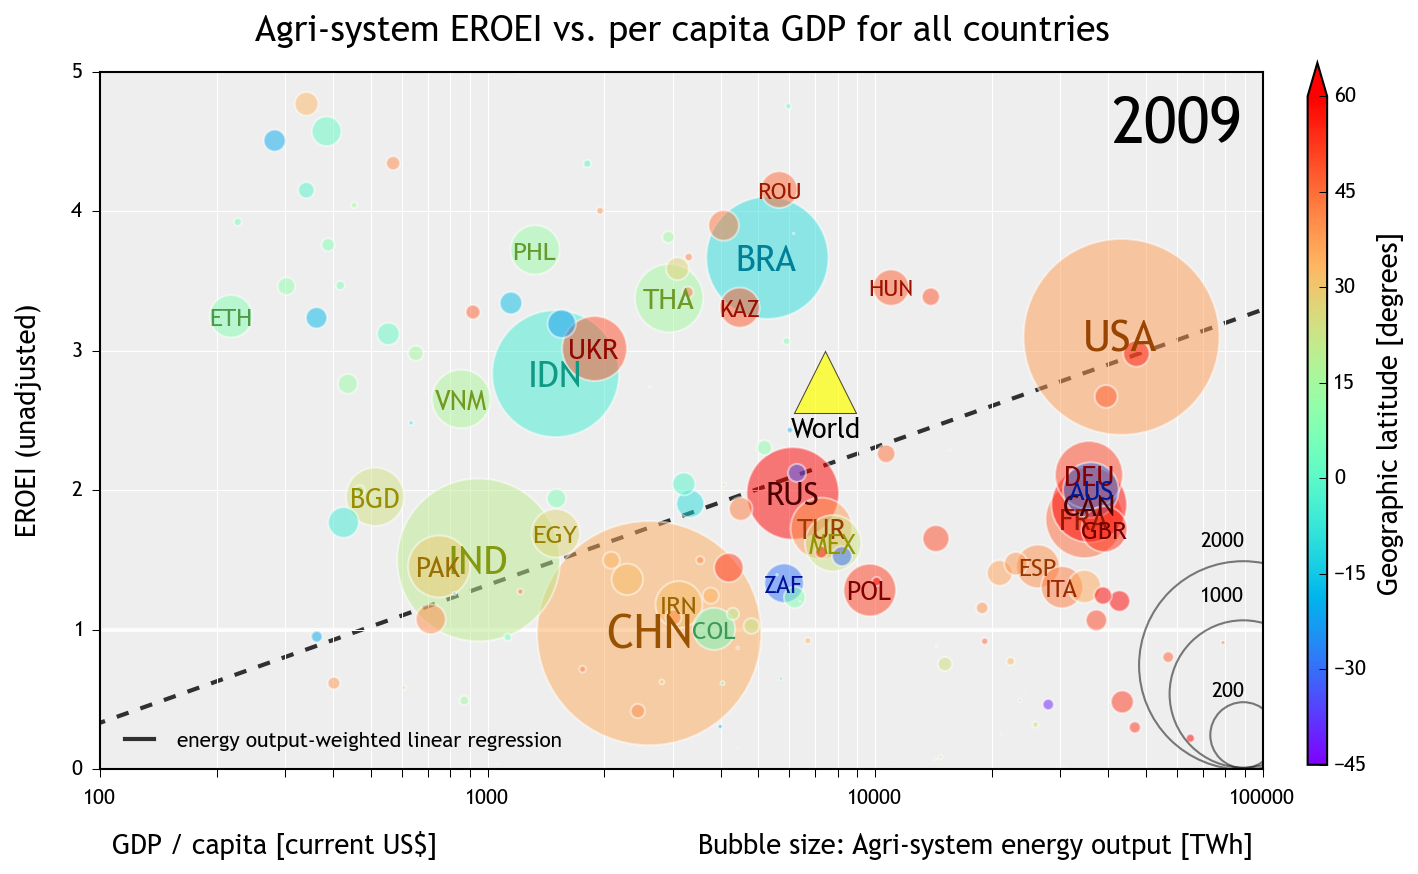 Agri-system EROEI vs. per capita GDP for all countries
2009
5
4
3
2
1
0
EROEI (unadjusted)
ROU
PHL
BRA
THA
KAZ
HUN
ETH
USA
UKR
IDN
VNM
World
BGD
RUS
DEU
AUS
CAN
FRA
GBR
TUR
MEX
EGY
PAK
IND
ZAF
POL
ESP
ITA
IRN
CHN
COL
2000
1000
200
energy output-weighted linear regression
100
1000
10000
100000
GDP / capita [current US$]
Bubble size: Agri-system energy output [TWh]
60
45
30
15
0
−15
−30
−45
Geographic latitude [degrees]